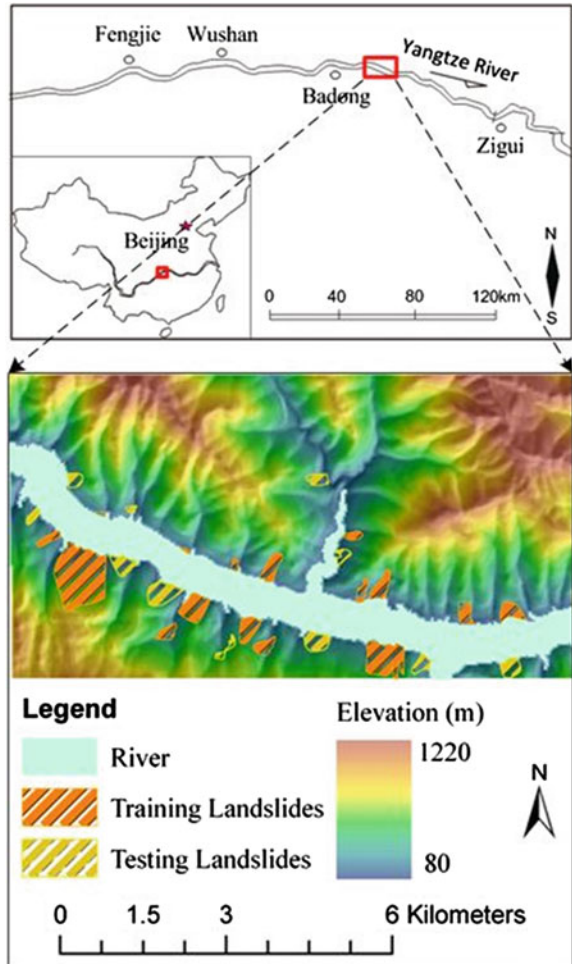 Fengjie
Wushan
Yangtze River
Badong
Zigui
Beijing
N
S
0 40 80 120km
Legend
River
Training Landslides
Testing Landslides
Elevation (m)
1220
80
N
0 1.5 3 6 Kilometers